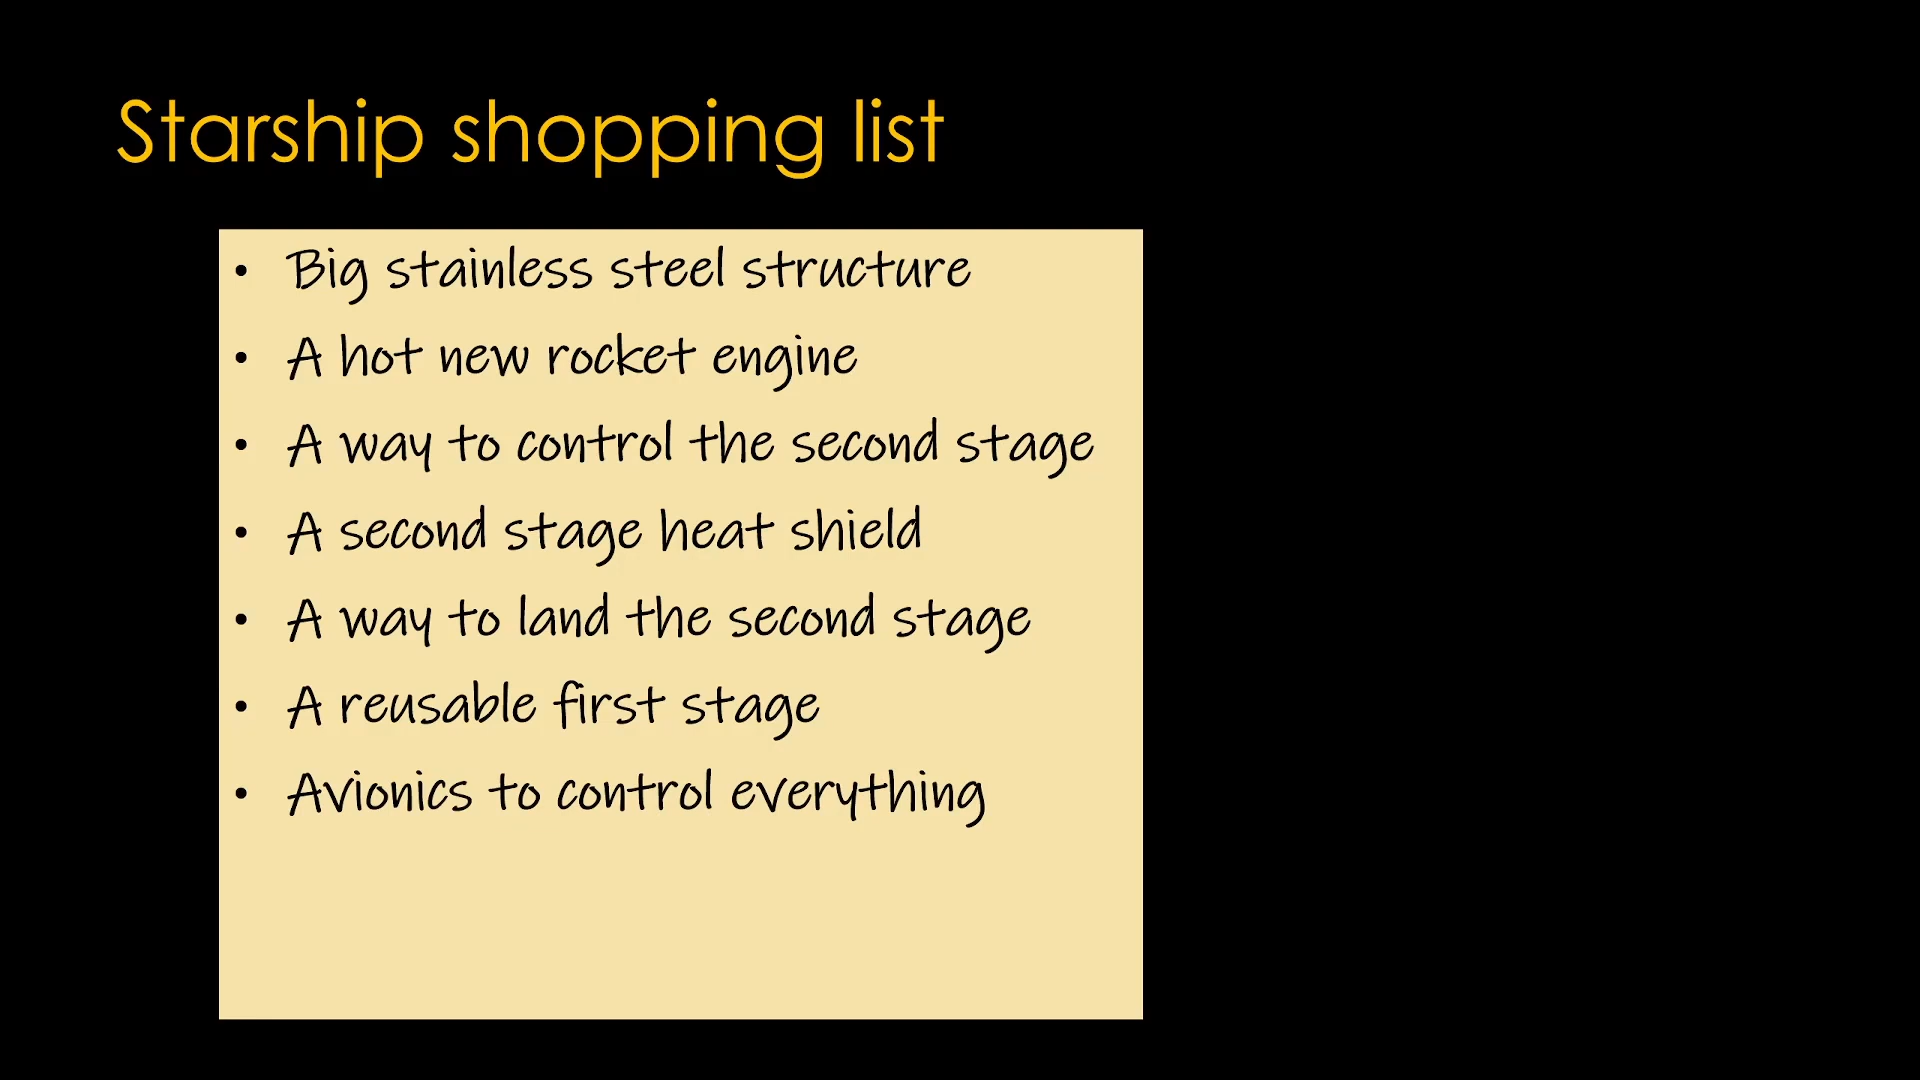 Starship shopping list
• Big stainless steel structure
• A hot new rocket engine
• A way to control the second stage
• A second stage heat shield
• A way to land the second stage
• A reusable first stage
• Avionics to control everything